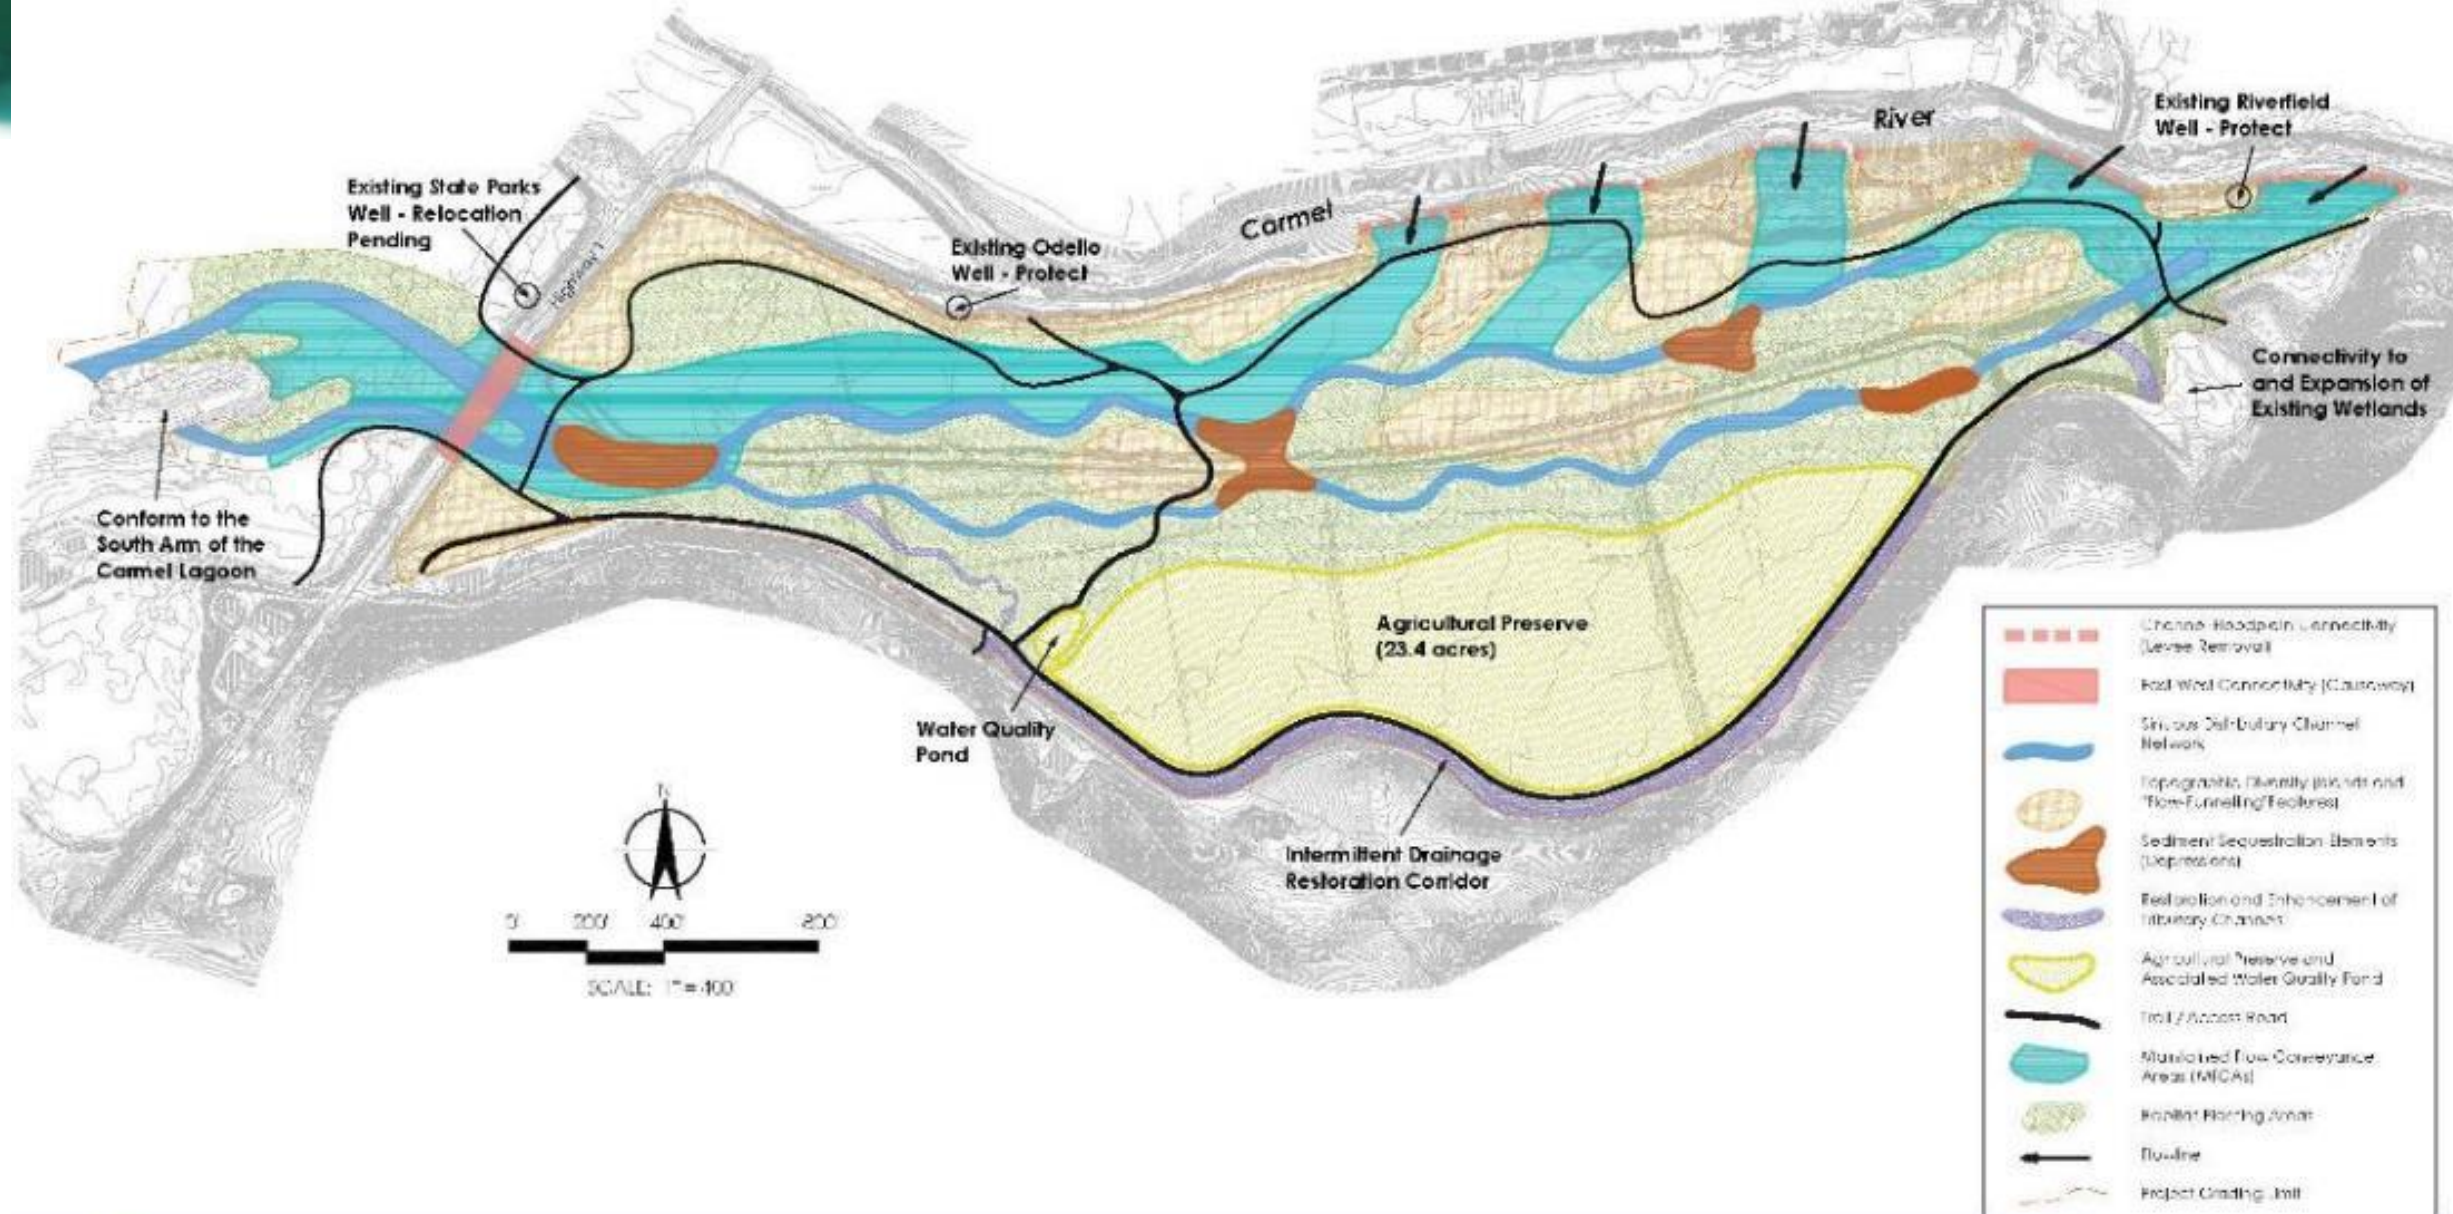 Existing State Parks
Well - Relocation
Pending
Highway 1
Existing Odello
Well - Protect
Carmel
River
Existing Riverfield
Well - Protect
Connectivity to
and Expansion of
Existing Wetlands
Conform to the
South Arm of the
Carmel Lagoon
Agricultural Preserve
(23.4 acres)
Water Quality
Pond
Intermittent Drainage
Restoration Corridor
N
0' 200' 400' 800'
SCALE: 1" = 400'
Channel-Floodplain Connectivity
(Levee Removal)
East-West Connectivity (Causeway)
Sinuous Distributary Channel
Network
Topographic Diversity (Islands and
"Flow-Funnelling" Features)
Sediment Sequestration Elements
(Depressions)
Restoration and Enhancement of
Tributary Channels
Agricultural Preserve and
Associated Water Quality Pond
Trail / Access Road
Maintained Flow Conveyance
Areas (MFCAs)
Habitat Planting Areas
Flowline
Project Grading Limit